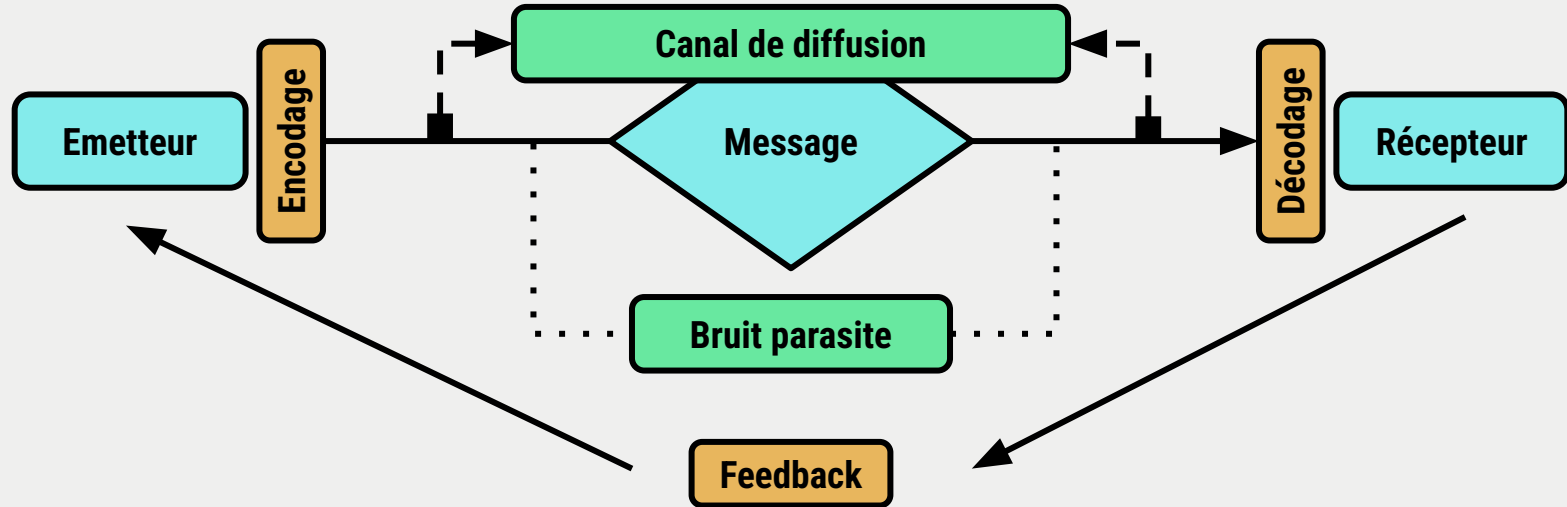 Canal de diffusion
Emetteur
Encodage
Message
Décodage
Récepteur
Bruit parasite
Feedback